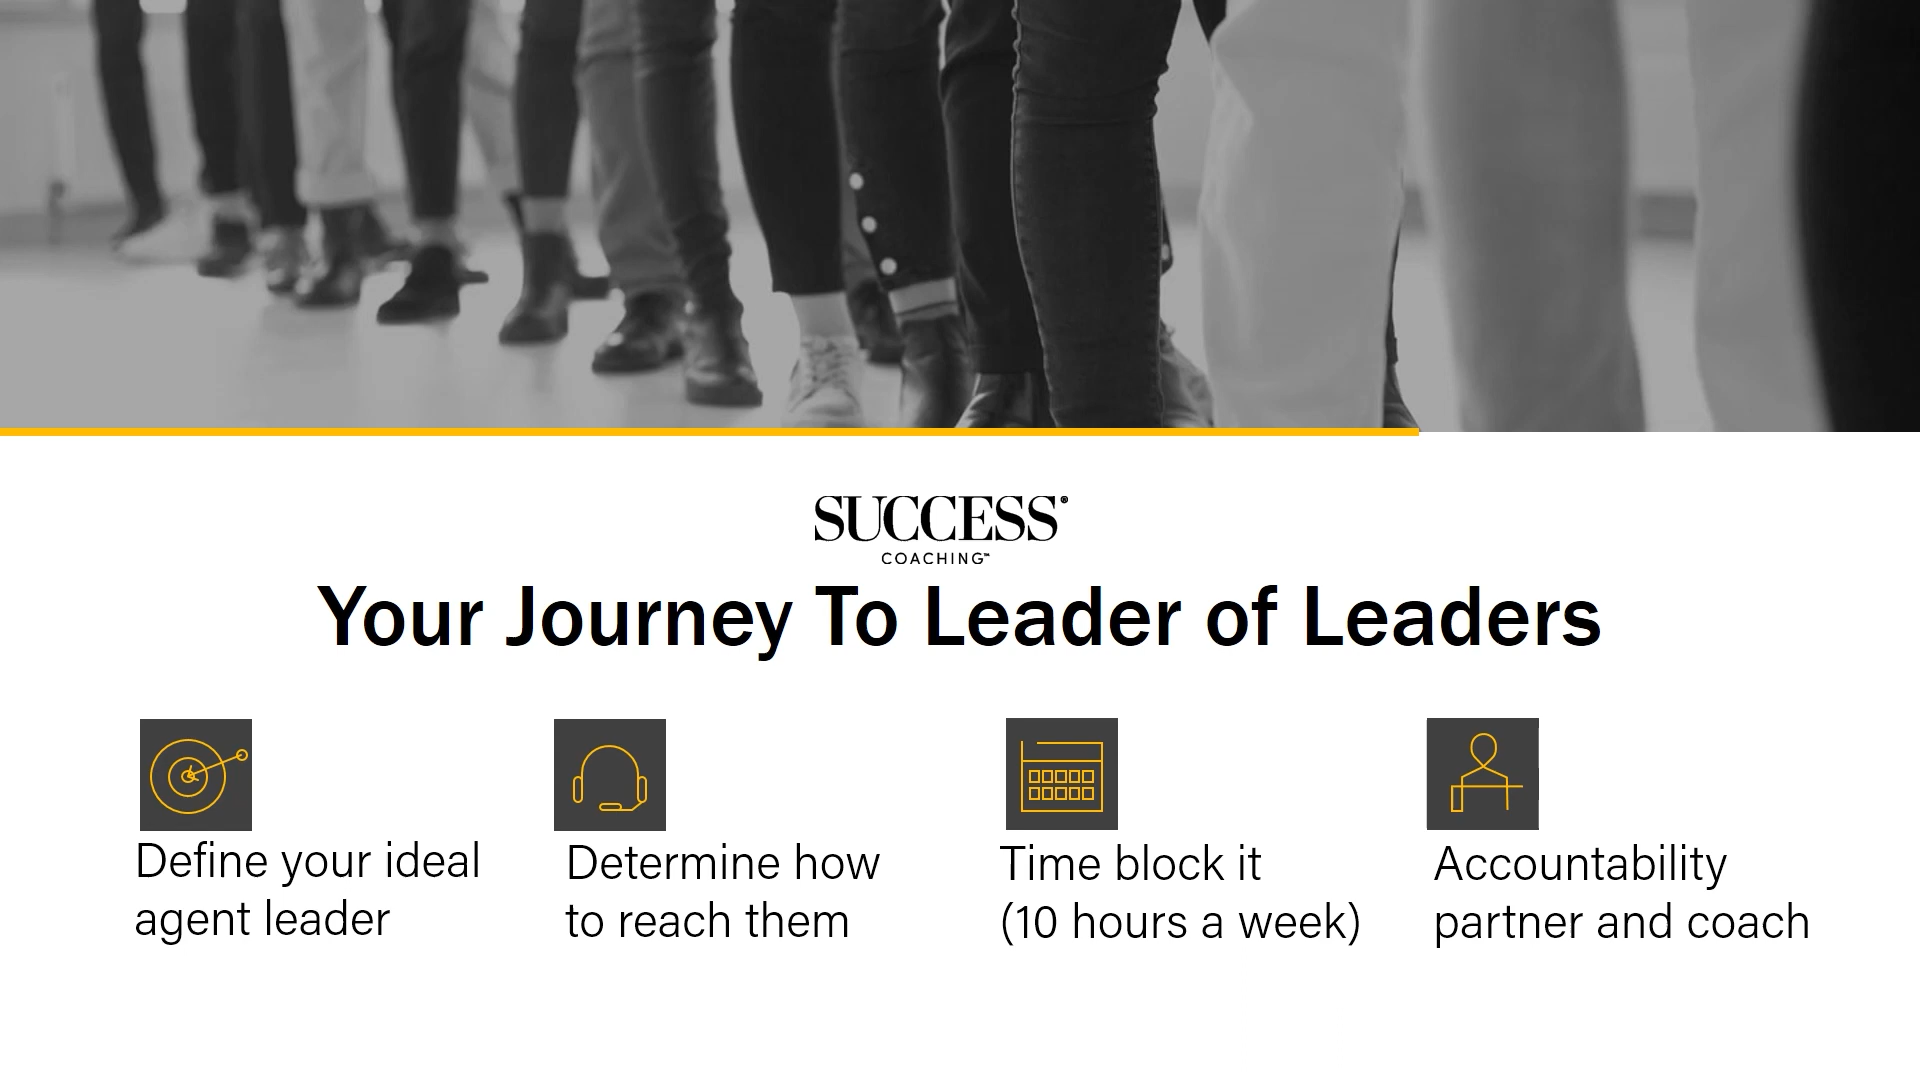 SUCCESS®
COACHING™
Your Journey To Leader of Leaders
Define your ideal
agent leader
Determine how
to reach them
Time block it
(10 hours a week)
Accountability
partner and coach